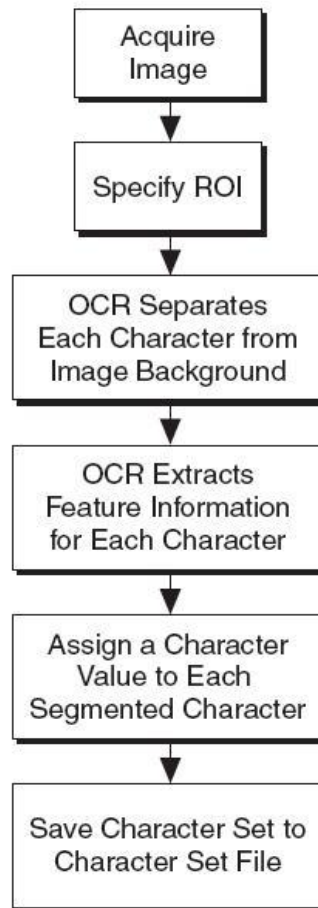 Acquire
Image
Specify ROI
OCR Separates
Each Character from
Image Background
OCR Extracts
Feature Information
for Each Character
Assign a Character
Value to Each
Segmented Character
Save Character Set to
Character Set File